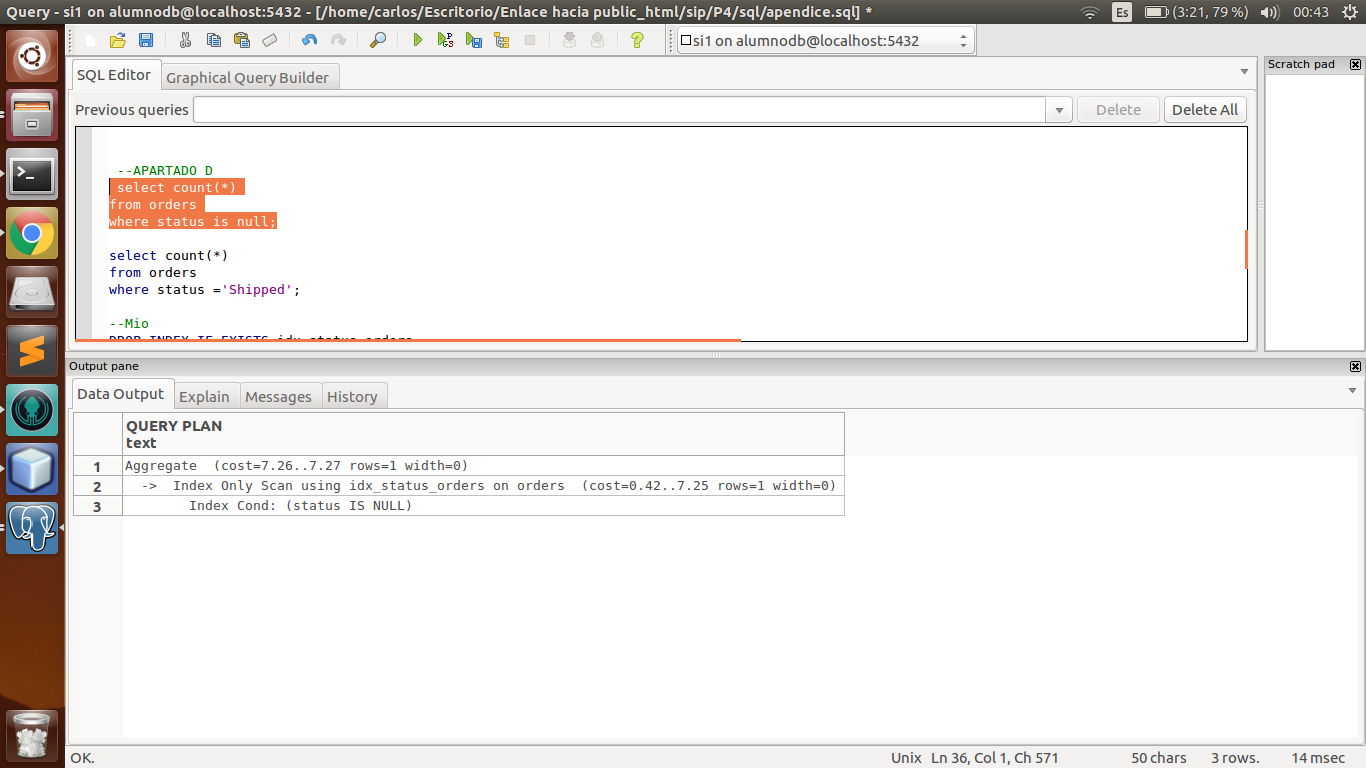 Query - si1 on alumnodb@localhost:5432 - [/home/carlos/Escritorio/Enlace hacia public_html/sip/P4/sql/apendice.sql] *
Es
(3:21, 79 %)
00:43
si1 on alumnodb@localhost:5432
SQL Editor
Graphical Query Builder
Scratch pad
Previous queries
Delete
Delete All
--APARTADO D
select count(*)
from orders
where status is null;
select count(*)
from orders
where status ='Shipped';
--Mio
DROP INDEX IF EXISTS idx_status_orders
Output pane
Data Output
Explain
Messages
History
QUERY PLAN
text
1 Aggregate (cost=7.26..7.27 rows=1 width=0)
2 -> Index Only Scan using idx_status_orders on orders (cost=0.42..7.25 rows=1 width=0)
3 Index Cond: (status IS NULL)
OK.
Unix Ln 36, Col 1, Ch 571
50 chars
3 rows.
14 msec